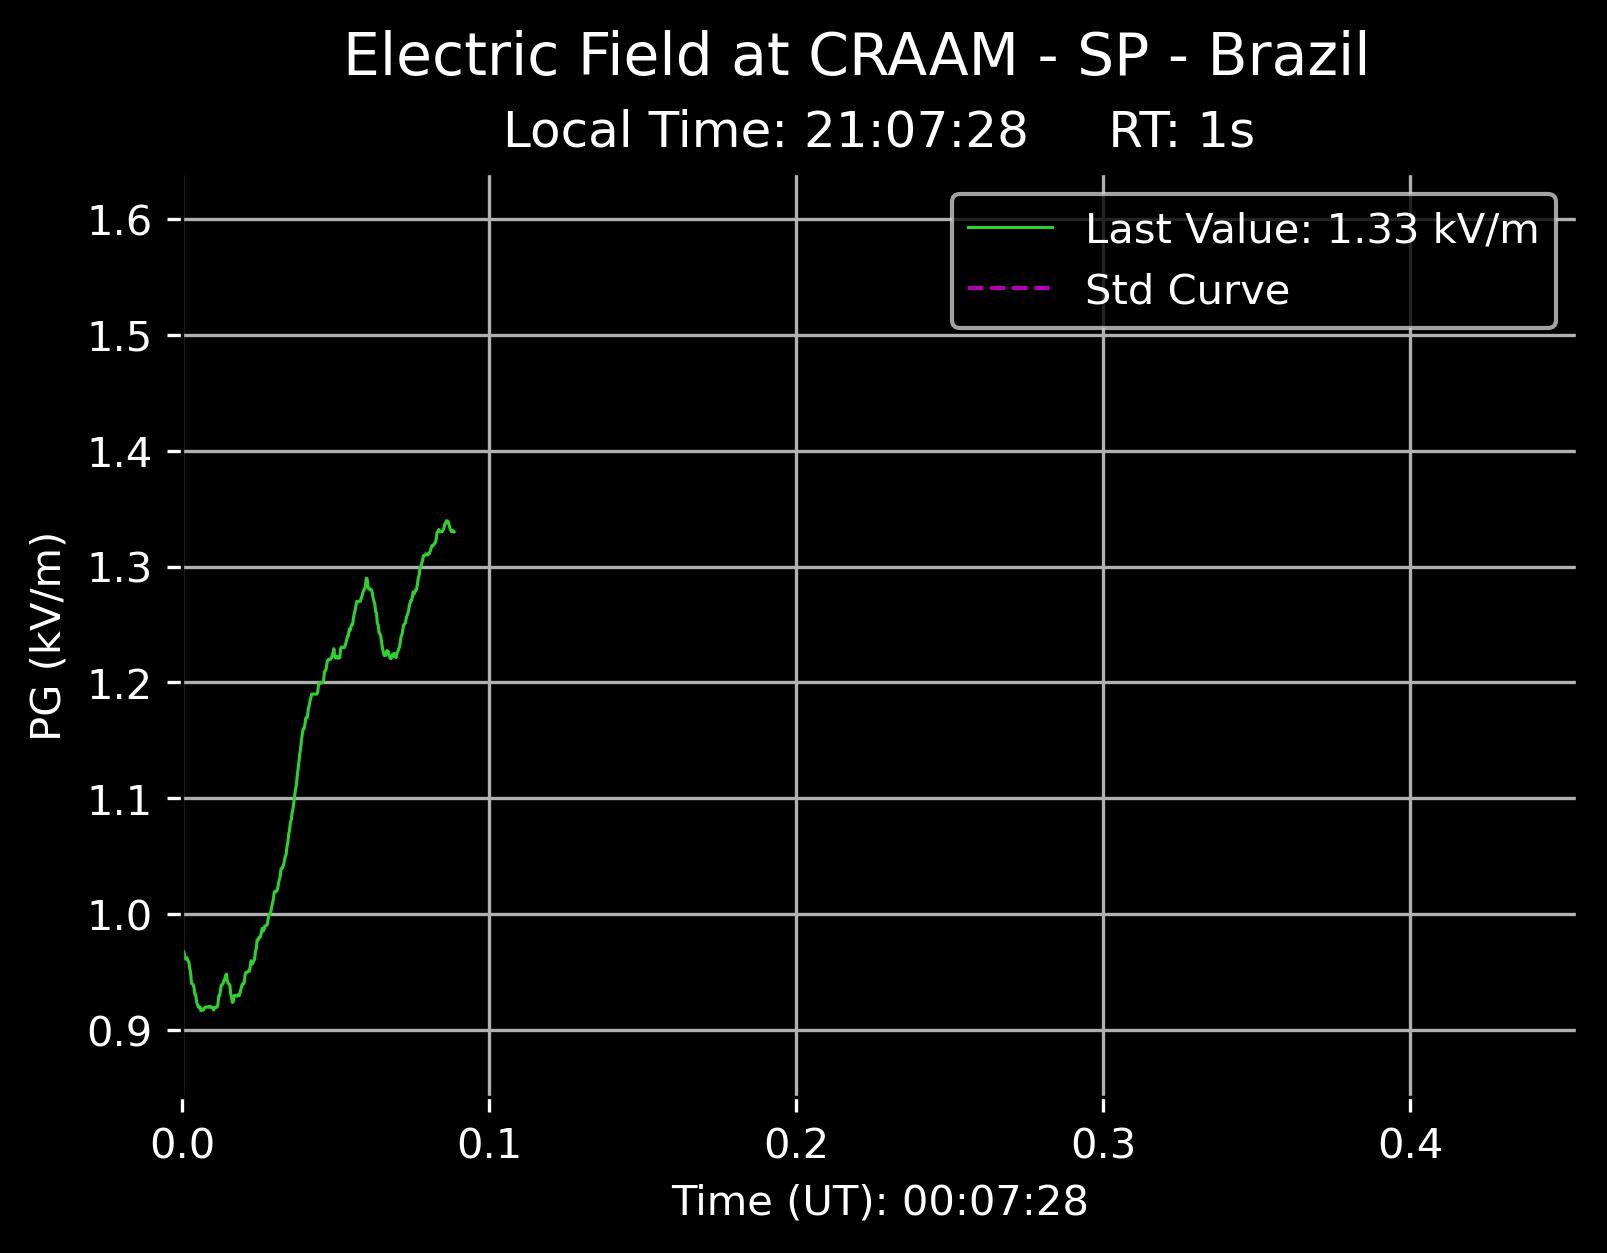 Electric Field at CRAAM - SP - Brazil
Local Time: 21:07:28 RT: 1s
Last Value: 1.33 kV/m
Std Curve
PG (kV/m)
1.6
1.5
1.4
1.3
1.2
1.1
1.0
0.9
0.0 0.1 0.2 0.3 0.4
Time (UT): 00:07:28